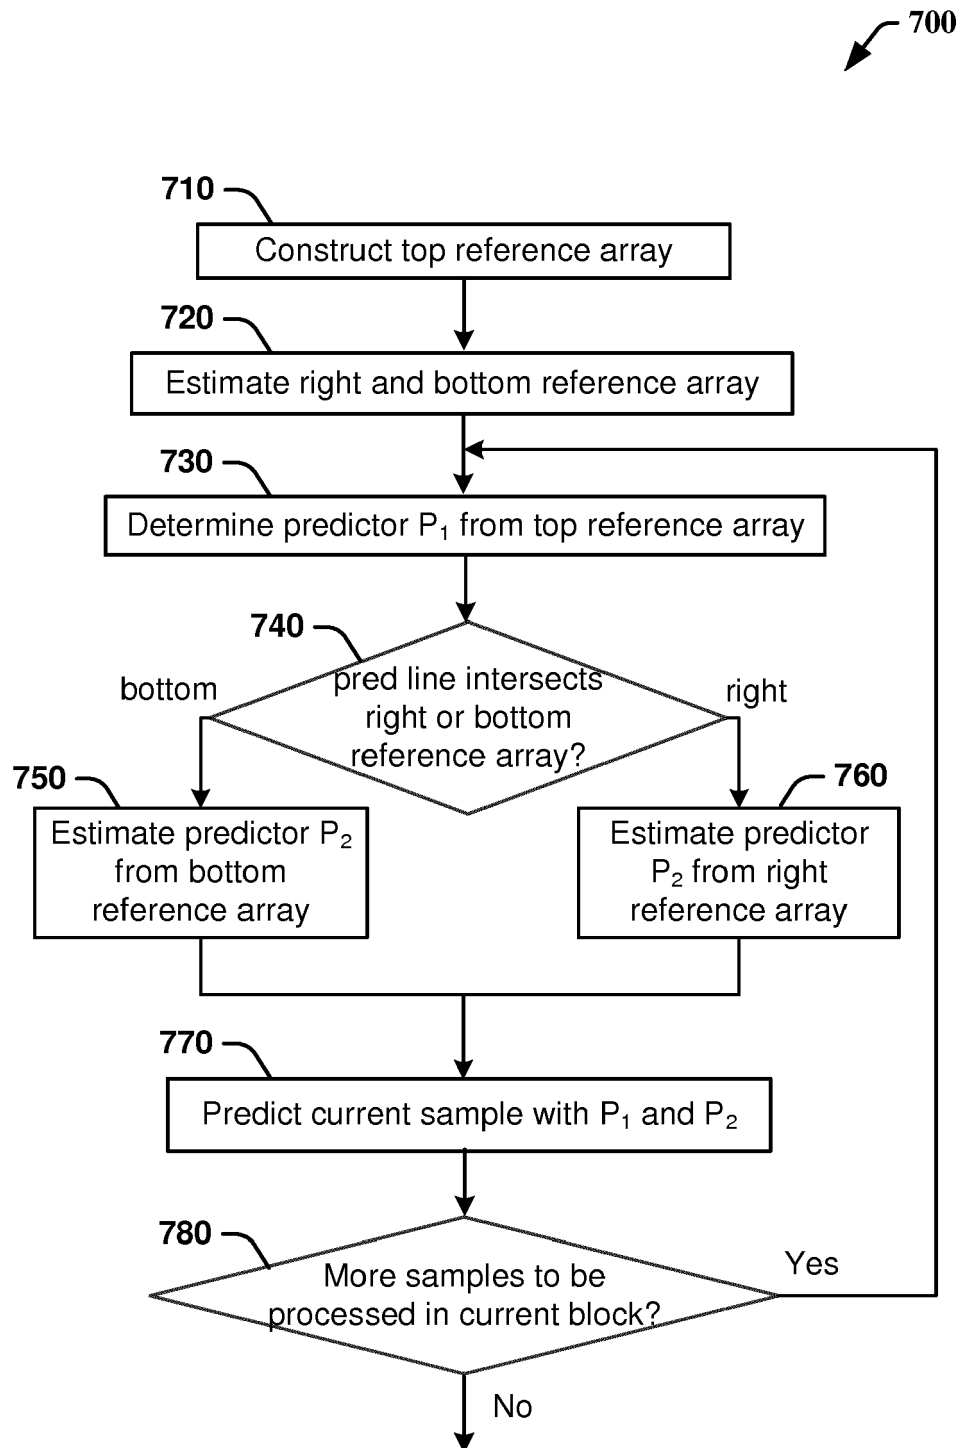 700
710
Construct top reference array
720
Estimate right and bottom reference array
730
Determine predictor P₁ from top reference array
740
pred line intersects
right or bottom
reference array?
bottom
right
750
Estimate predictor P₂
from bottom
reference array
760
Estimate predictor
P₂ from right
reference array
770
Predict current sample with P₁ and P₂
780
More samples to be
processed in current block?
Yes
No